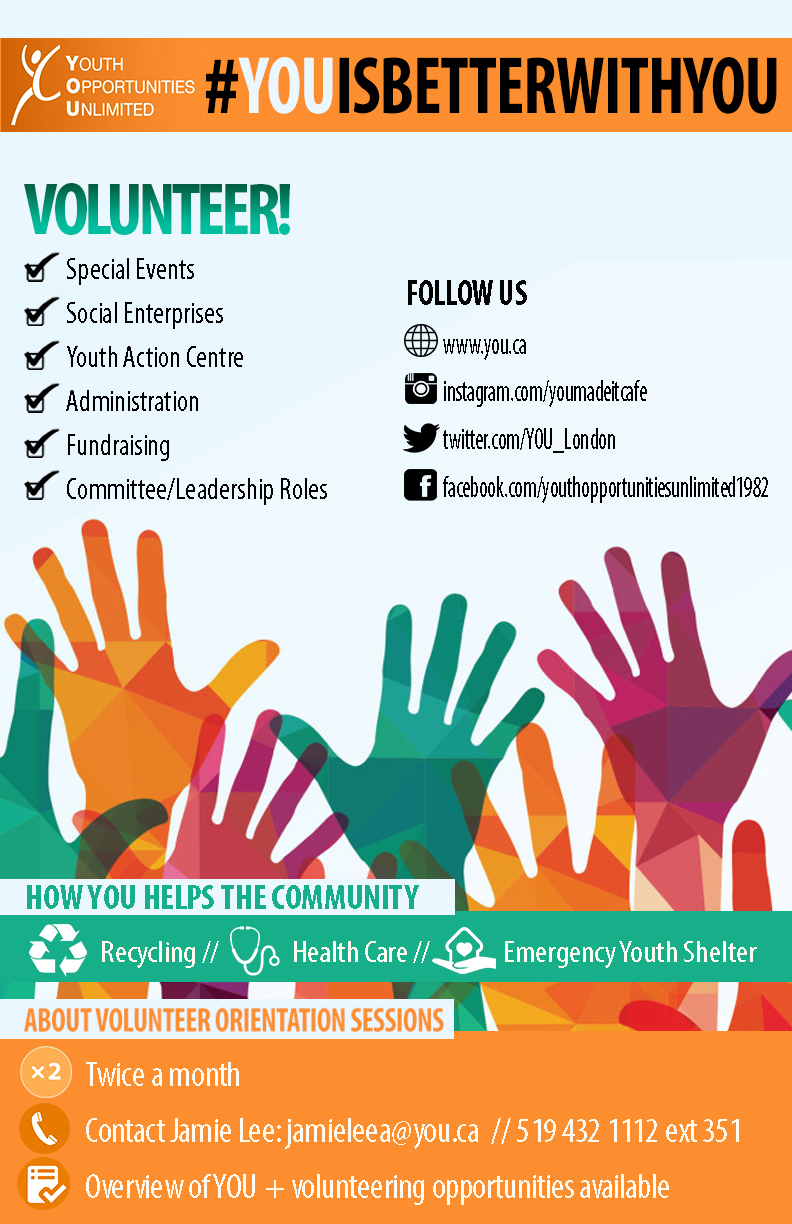 YOUTH
OPPORTUNITIES
UNLIMITED
#YOUISBETTERWITHYOU
VOLUNTEER!
Special Events
Social Enterprises
Youth Action Centre
Administration
Fundraising
Committee/Leadership Roles
FOLLOW US
www.you.ca
instagram.com/youmadeitcafe
twitter.com/YOU_London
facebook.com/youthopportunitiesunlimited1982
HOW YOU HELPS THE COMMUNITY
Recycling // Health Care // Emergency Youth Shelter
ABOUT VOLUNTEER ORIENTATION SESSIONS
×2 Twice a month
Contact Jamie Lee: jamieleea@you.ca // 519 432 1112 ext 351
Overview of YOU + volunteering opportunities available